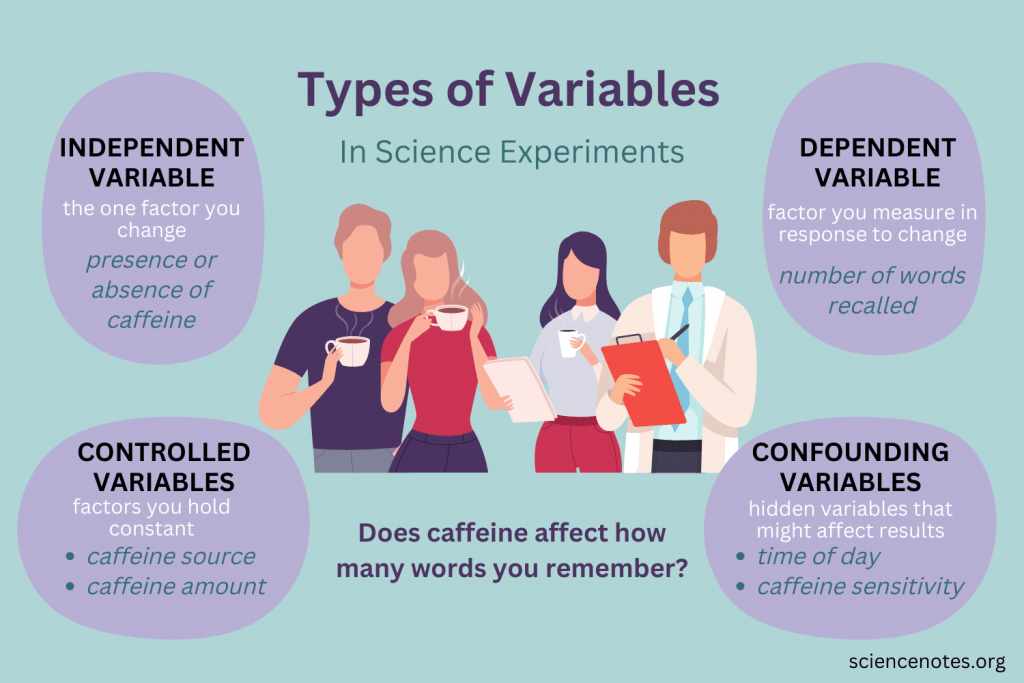 Types of Variables
In Science Experiments
INDEPENDENT
VARIABLE
the one factor you
change
presence or
absence of
caffeine
DEPENDENT
VARIABLE
factor you measure in
response to change
number of words
recalled
CONTROLLED
VARIABLES
factors you hold
constant
• caffeine source
• caffeine amount
Does caffeine affect how
many words you remember?
CONFOUNDING
VARIABLES
hidden variables that
might affect results
• time of day
• caffeine sensitivity
sciencenotes.org